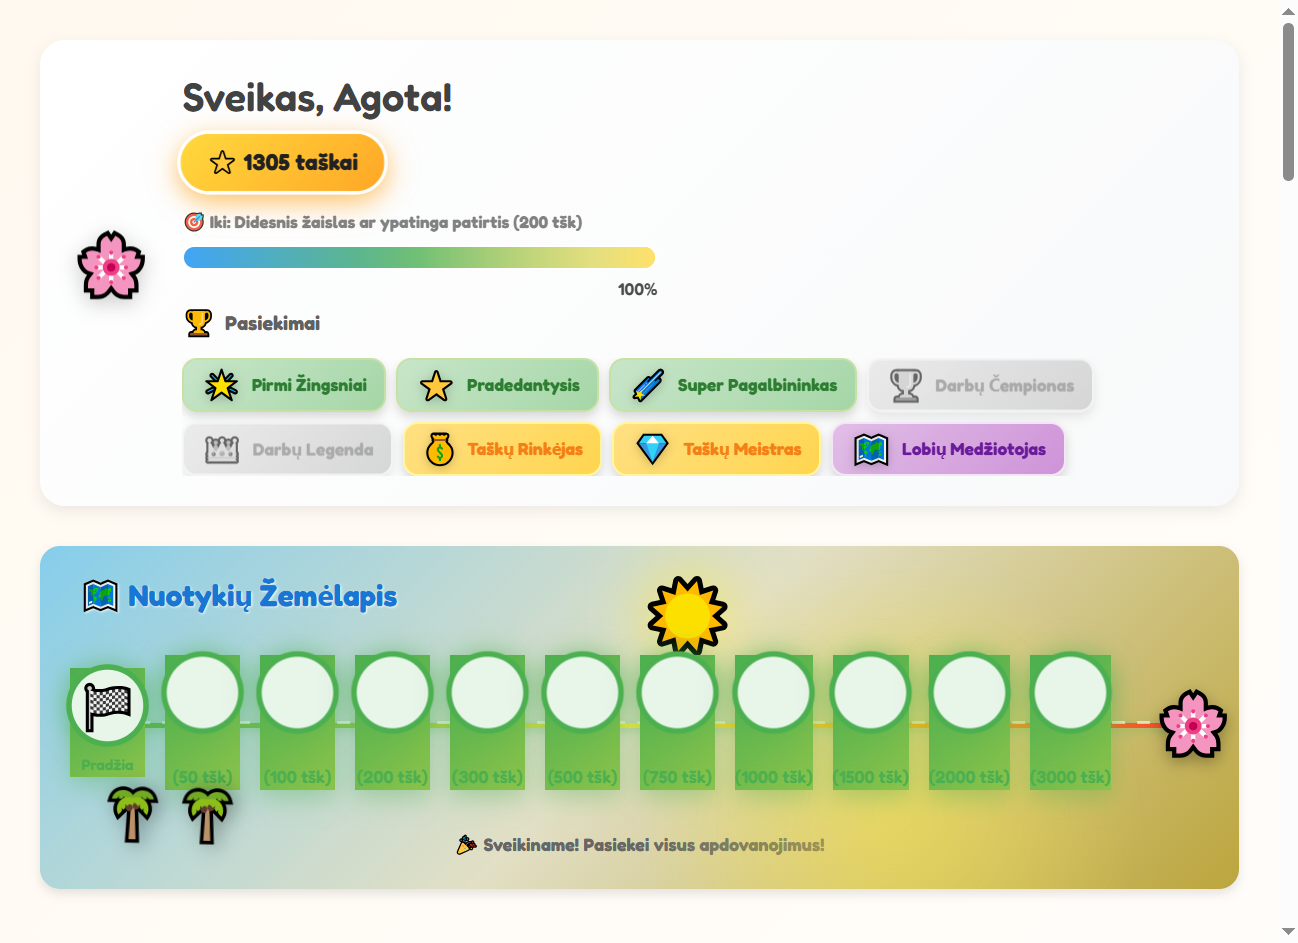 Sveikas, Agota!
1305 taškai
Iki: Didesnis žaislas ar ypatinga patirtis (200 tšk)
100%
Pasiekimai
Pirmi Žingsniai
Pradedantysis
Super Pagalbininkas
Darbų Čempionas
Darbų Legenda
Taškų Rinkėjas
Taškų Meistras
Lobių Medžiotojas
Nuotykių Žemėlapis
Pradžia
(50 tšk)
(100 tšk)
(200 tšk)
(300 tšk)
(500 tšk)
(750 tšk)
(1000 tšk)
(1500 tšk)
(2000 tšk)
(3000 tšk)
Sveikiname! Pasiekei visus apdovanojimus!